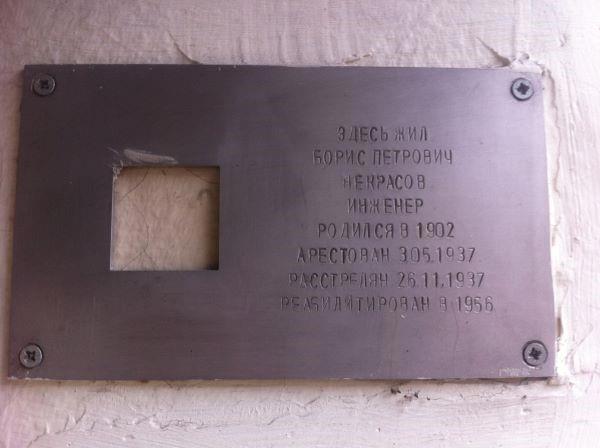 ЗДЕСЬ ЖИЛ
БОРИС ПЕТРОВИЧ
НЕКРАСОВ
ИНЖЕНЕР
РОДИЛСЯ В 1902
АРЕСТОВАН 3.05.1937
РАССТРЕЛЯН 26.11.1937
РЕАБИЛИТИРОВАН В 1956